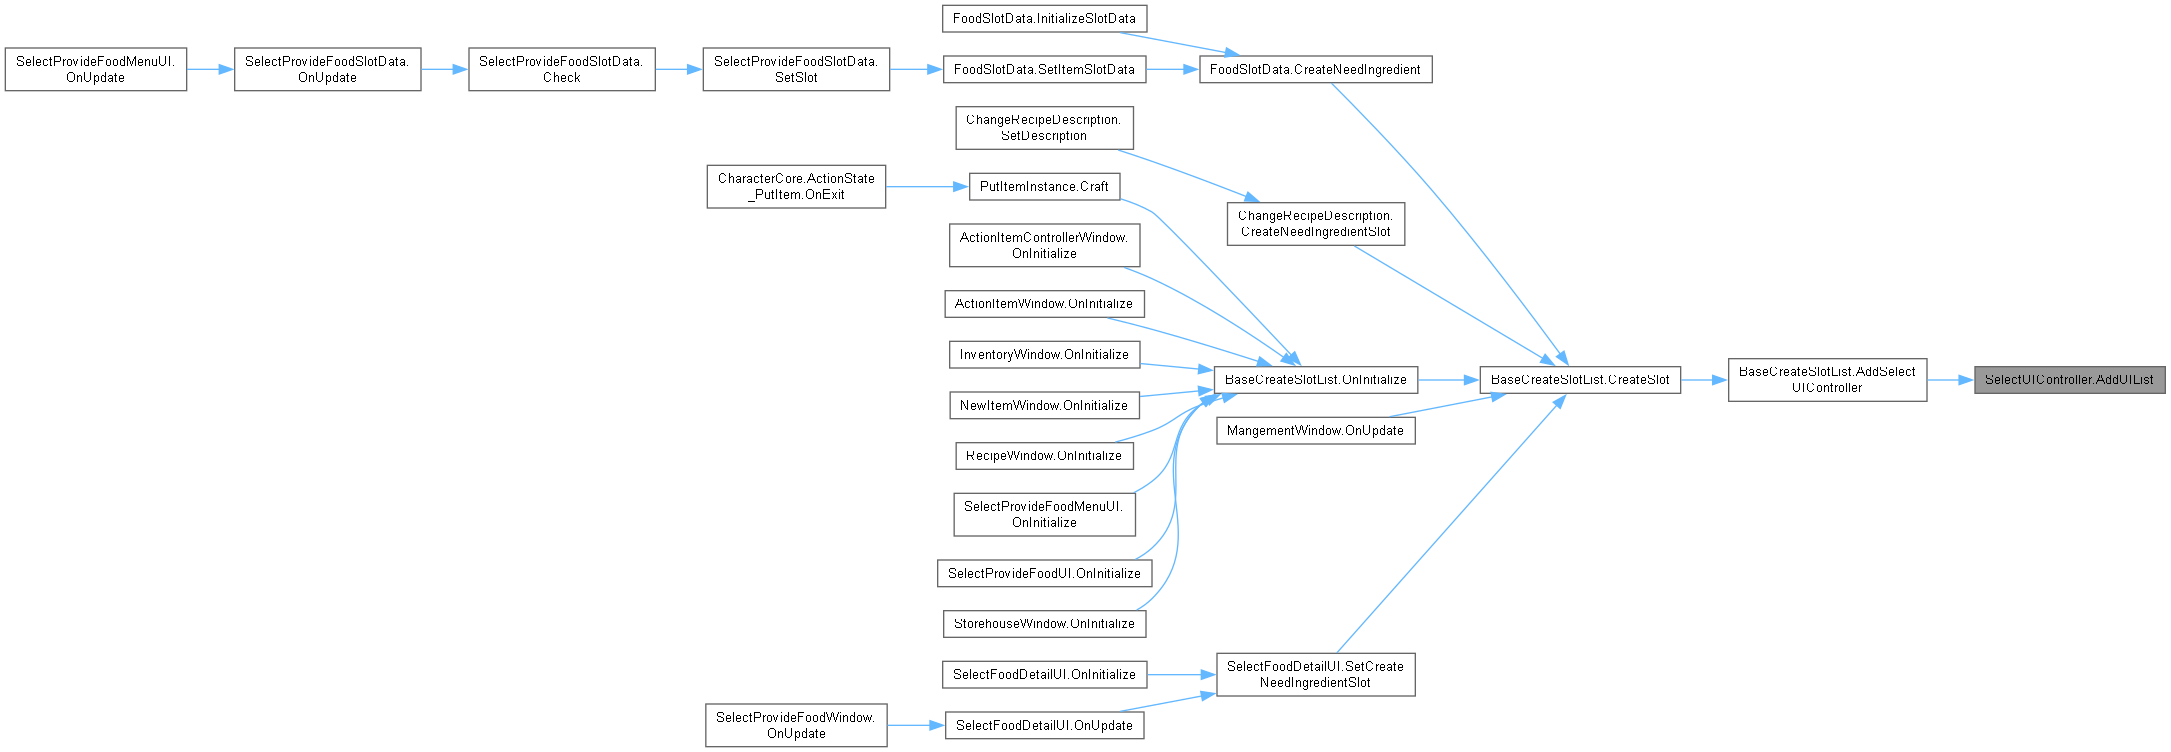 FoodSlotData.InitializeSlotData
SelectProvideFoodMenuUI.
OnUpdate
SelectProvideFoodSlotData.
OnUpdate
SelectProvideFoodSlotData.
Check
SelectProvideFoodSlotData.
SetSlot
FoodSlotData.SetItemSlotData
FoodSlotData.CreateNeedIngredient
ChangeRecipeDescription.
SetDescription
CharacterCore.ActionState
_PutItem.OnExit
PutItemInstance.Craft
ChangeRecipeDescription.
CreateNeedIngredientSlot
ActionItemControllerWindow.
OnInitialize
ActionItemWindow.OnInitialize
InventoryWindow.OnInitialize
BaseCreateSlotList.OnInitialize
BaseCreateSlotList.CreateSlot
BaseCreateSlotList.AddSelect
UIController
SelectUIController.AddUIList
NewItemWindow.OnInitialize
MangementWindow.OnUpdate
RecipeWindow.OnInitialize
SelectProvideFoodMenuUI.
OnInitialize
SelectProvideFoodUI.OnInitialize
StorehouseWindow.OnInitialize
SelectFoodDetailUI.OnInitialize
SelectFoodDetailUI.SetCreate
NeedIngredientSlot
SelectProvideFoodWindow.
OnUpdate
SelectFoodDetailUI.OnUpdate